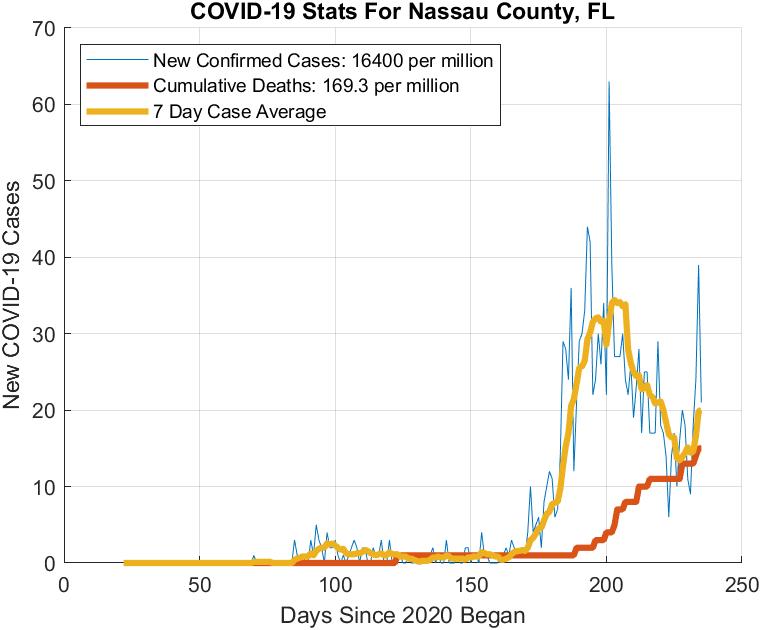 COVID-19 Stats For Nassau County, FL
70
60
50
40
30
20
10
0
New COVID-19 Cases
New Confirmed Cases: 16400 per million
Cumulative Deaths: 169.3 per million
7 Day Case Average
0
50
100
150
200
250
Days Since 2020 Began